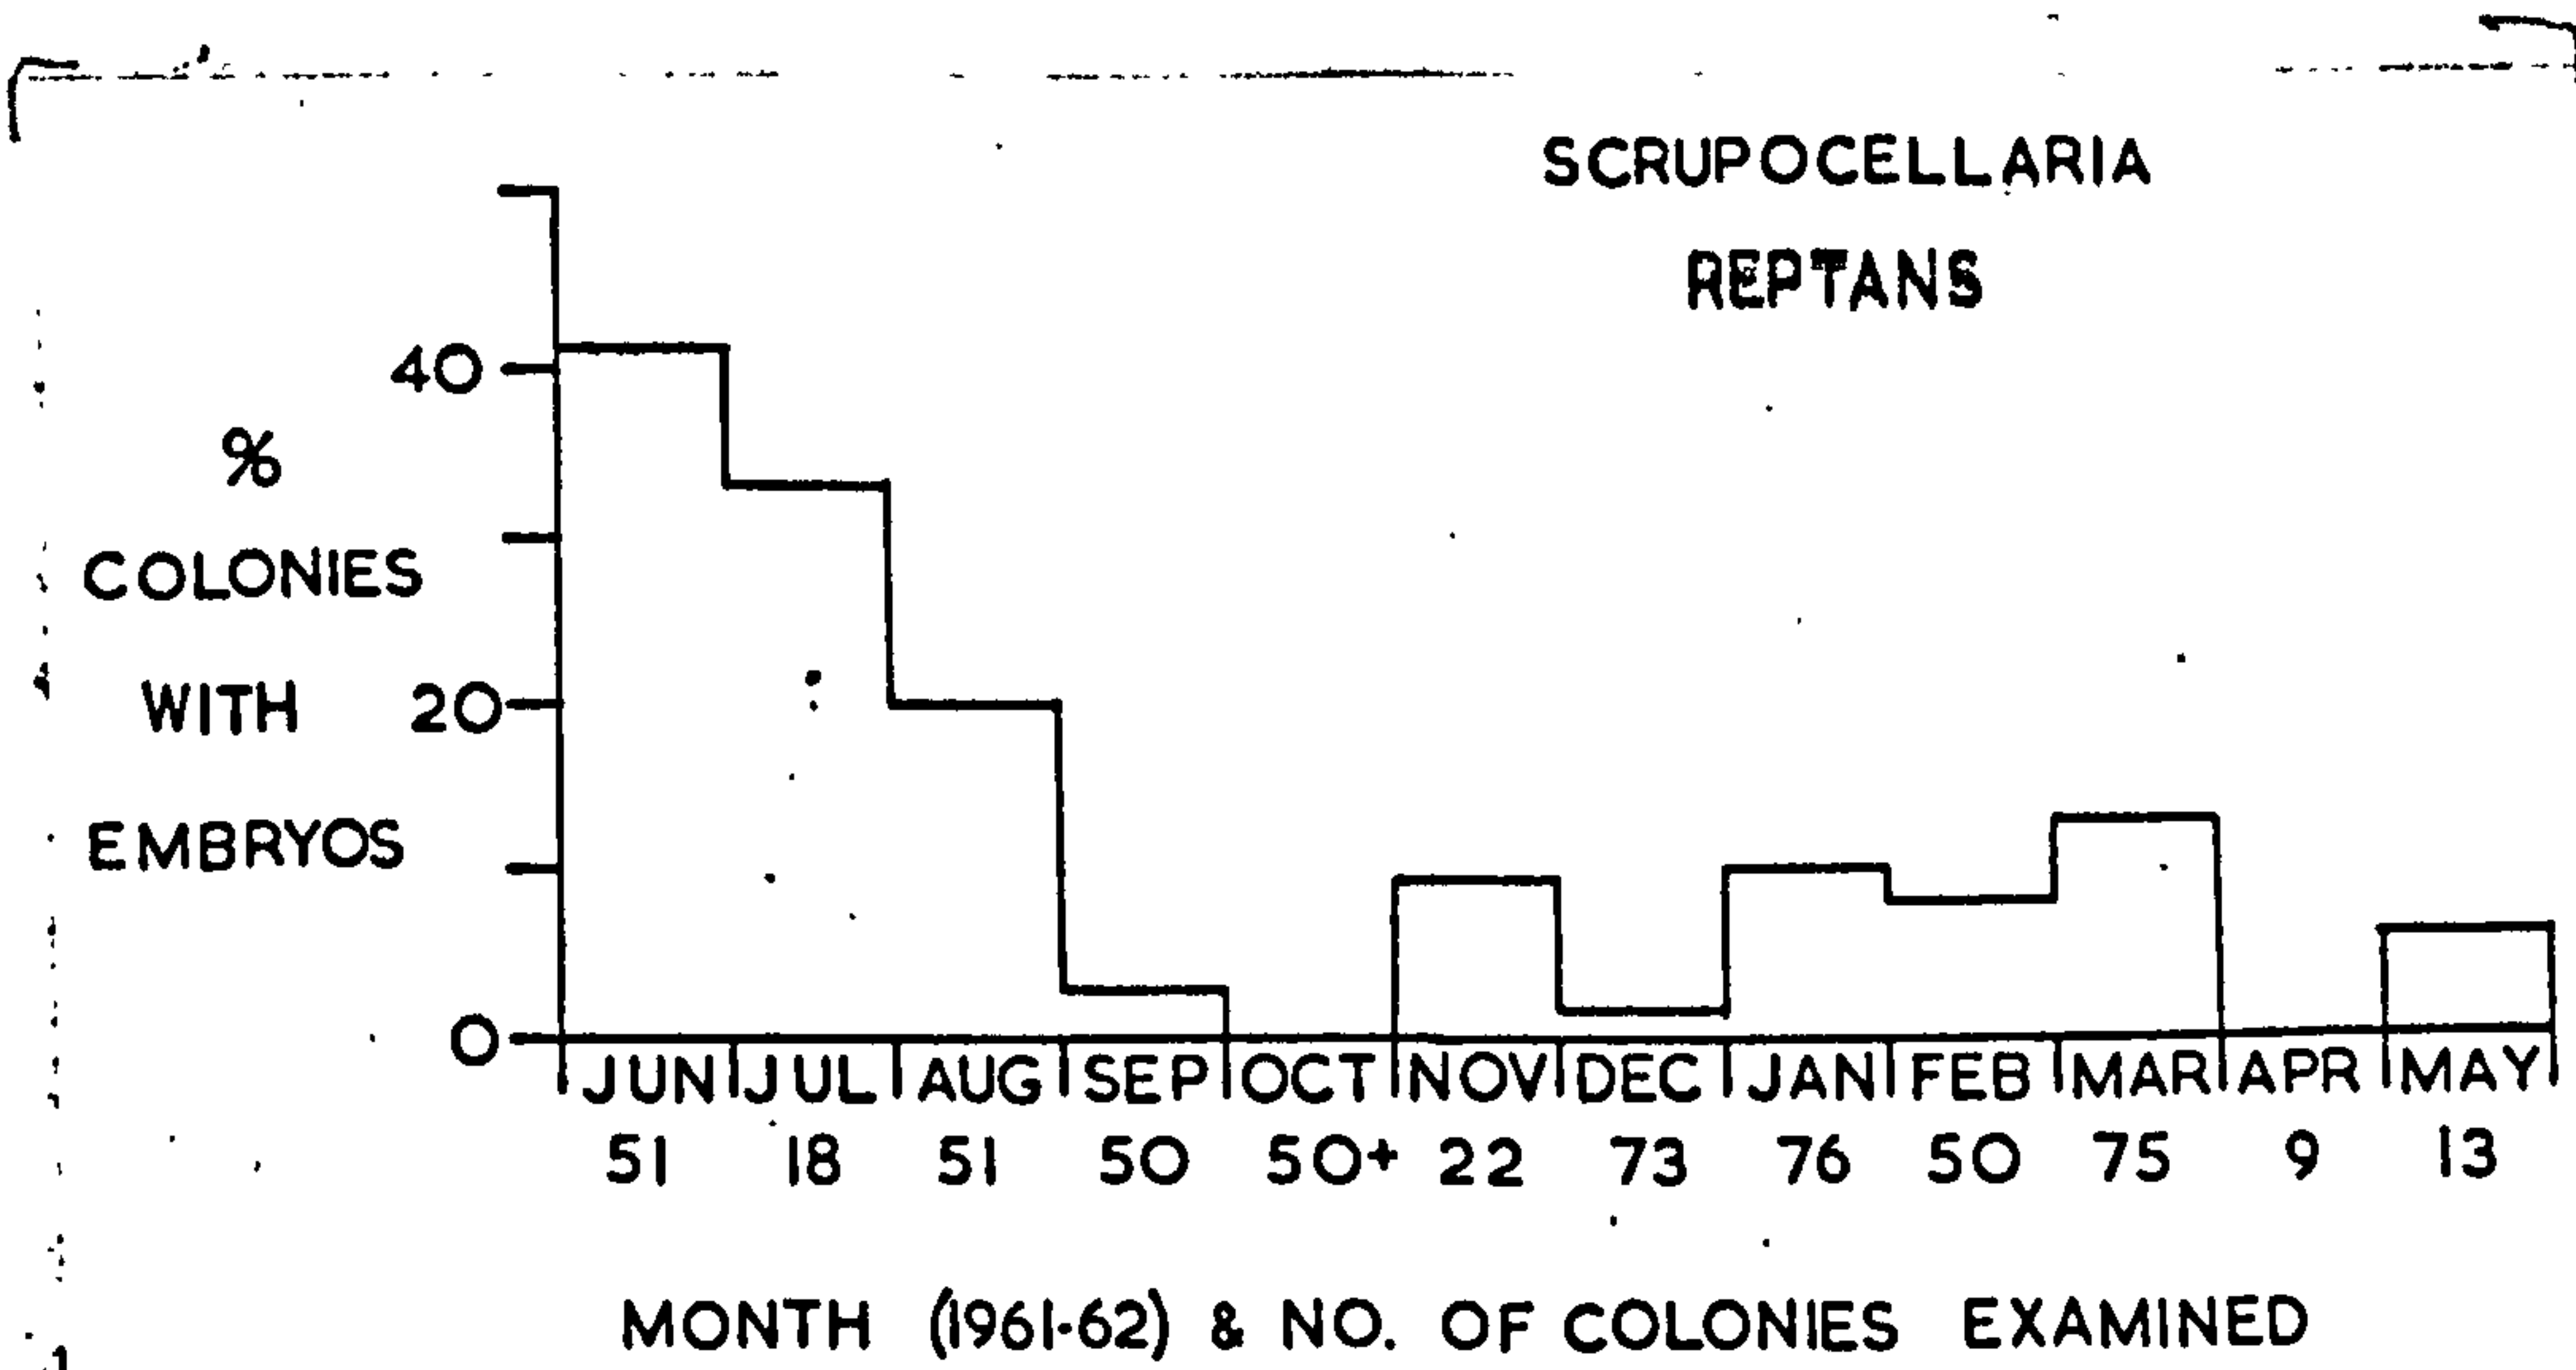 SCRUPOCELLARIA
REPTANS
40
%
COLONIES
WITH
20
EMBRYOS
0
JUN JUL AUG SEP OCT NOV DEC JAN FEB MAR APR MAY
51 18 51 50 50+ 22 73 76 50 75 9 13
MONTH (1961-62) & NO. OF COLONIES EXAMINED